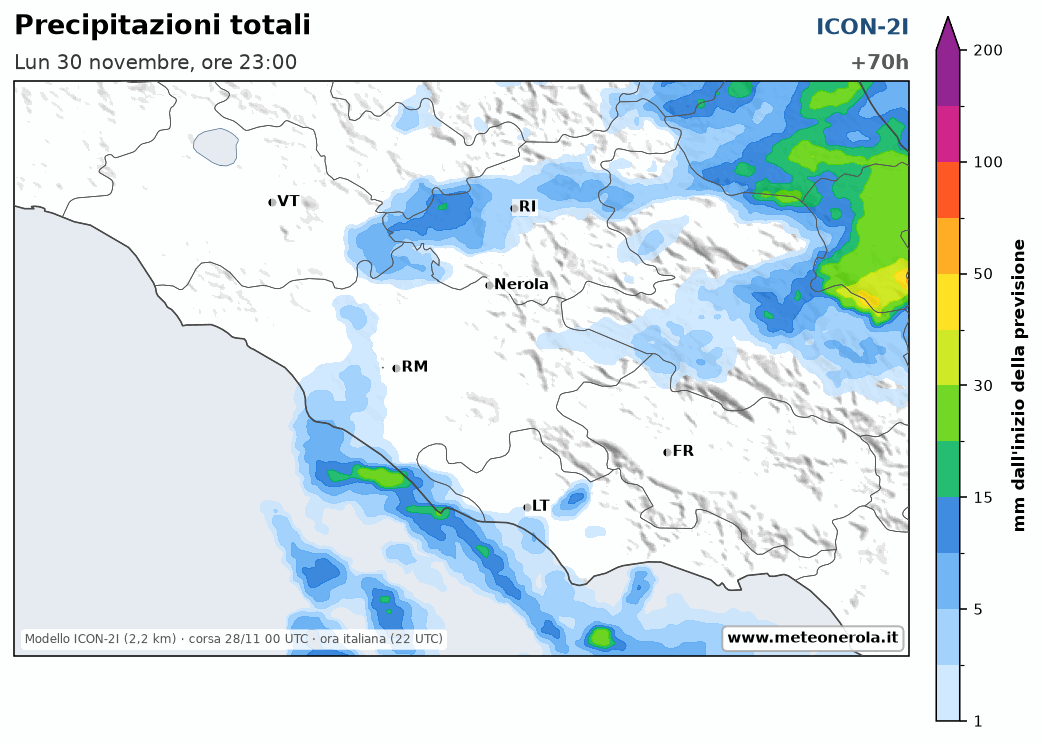 Precipitazioni totali
ICON-2I
Lun 30 novembre, ore 23:00
+70h
VT
RI
Nerola
RM
FR
LT
Modello ICON-2I (2,2 km) · corsa 28/11 00 UTC · ora italiana (22 UTC)
www.meteonerola.it
200
100
50
30
15
5
1
mm dall'inizio della previsione